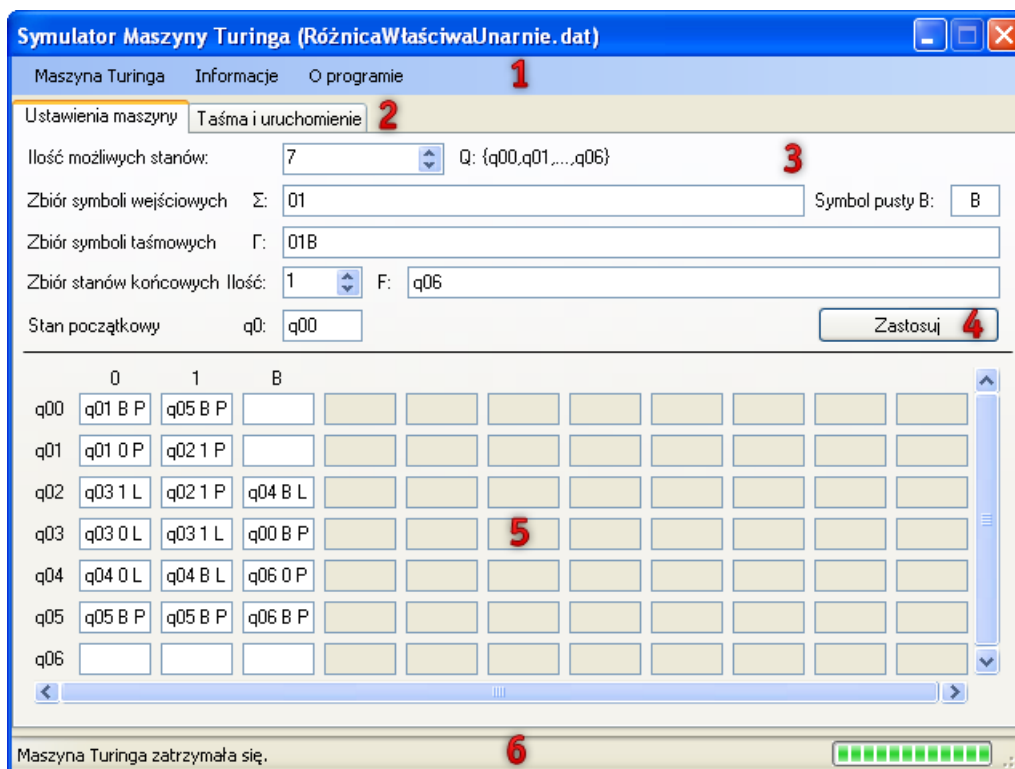 Symulator Maszyny Turinga (RóżnicaWłaściwaUnarnie.dat)
Maszyna Turinga Informacje O programie 1
Ustawienia maszyny Taśma i uruchomienie 2
Ilość możliwych stanów: 7 Q: {q00,q01,...,q06} 3
Zbiór symboli wejściowych Σ: 01 Symbol pusty B: B
Zbiór symboli taśmowych Γ: 01B
Zbiór stanów końcowych Ilość: 1 F: q06
Stan początkowy q0: q00 Zastosuj 4
0 1 B
q00 q01 B P q05 B P
q01 q01 0 P q02 1 P
q02 q03 1 L q02 1 P q04 B L
q03 q03 0 L q03 1 L q00 B P 5
q04 q04 0 L q04 B L q06 0 P
q05 q05 B P q05 B P q06 B P
q06
Maszyna Turinga zatrzymała się. 6